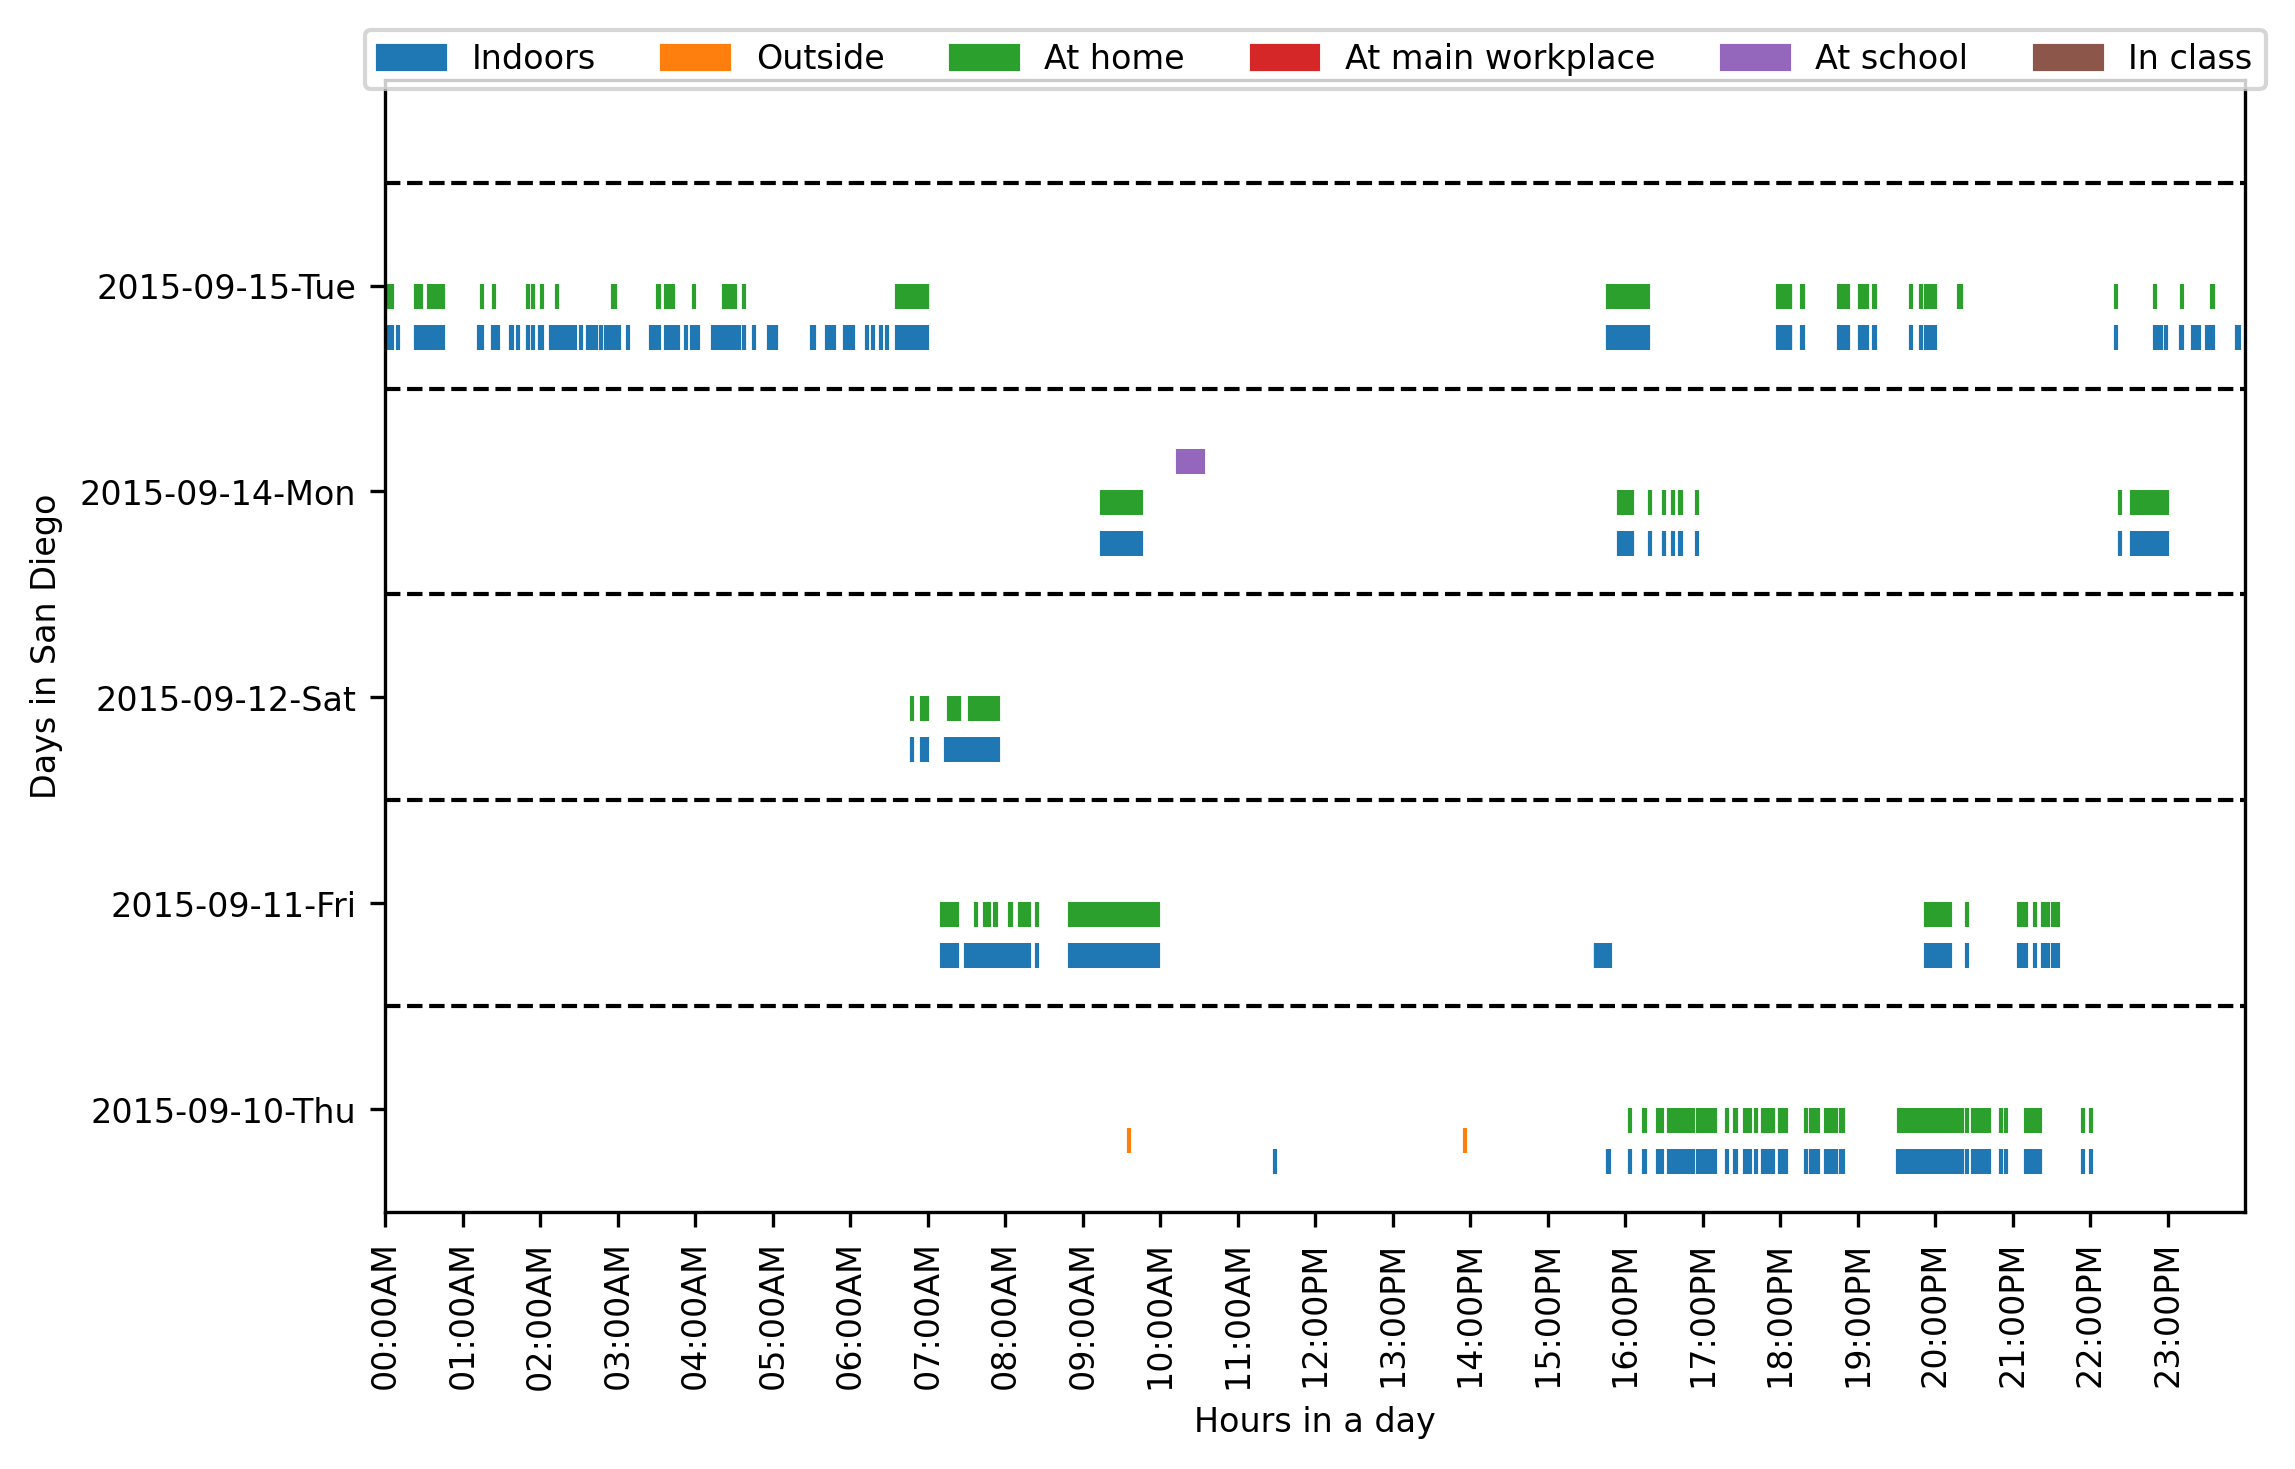 Indoors Outside At home At main workplace At school In class
Days in San Diego
2015-09-15-Tue
2015-09-14-Mon
2015-09-12-Sat
2015-09-11-Fri
2015-09-10-Thu
00:00AM 01:00AM 02:00AM 03:00AM 04:00AM 05:00AM 06:00AM 07:00AM 08:00AM 09:00AM 10:00AM 11:00AM 12:00PM 13:00PM 14:00PM 15:00PM 16:00PM 17:00PM 18:00PM 19:00PM 20:00PM 21:00PM 22:00PM 23:00PM
Hours in a day